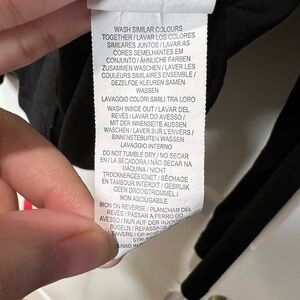 WASH SIMILAR COLOURS
TOGETHER / LAVAR LOS COLORES
SIMILARES JUNTOS / LAVAR AS
CORES SEMELHANTES EM
CONJUNTO / ÄHNLICHE FARBEN
ZUSAMMEN WASCHEN / LAVER LES
COULEURS SIMILAIRES ENSEMBLE /
DEZELFDE KLEUREN SAMEN
WASSEN
LAVAGGIO COLORI SIMILI TRA LORO
WASH INSIDE OUT / LAVAR DEL
REVÉS / LAVAR DO AVESSO /
MIT DER INNENSEITE AUSSEN
WASCHEN / LAVER SUR L'ENVERS /
BINNENSTEBUITEN WASSEN
LAVAGGIO INTERNO
DO NOT TUMBLE DRY / NO SECAR
EN / LA SECADORA / NÃO SECAR NA
MÁQUINA / NICHT
TROCKNERGEEIGNET / SÉCHAGE
EN TAMBOUR INTERDIT / GEBRUIK
GEEN DROOGTROMMEL /
NON ASCIUGABILE
IRON ON REVERSE / PLANCHAR DEL
REVÉS / PASSAR A FERRO DO
AVESSO / NUR AUF DER
BÜGELN / REPASSAGE